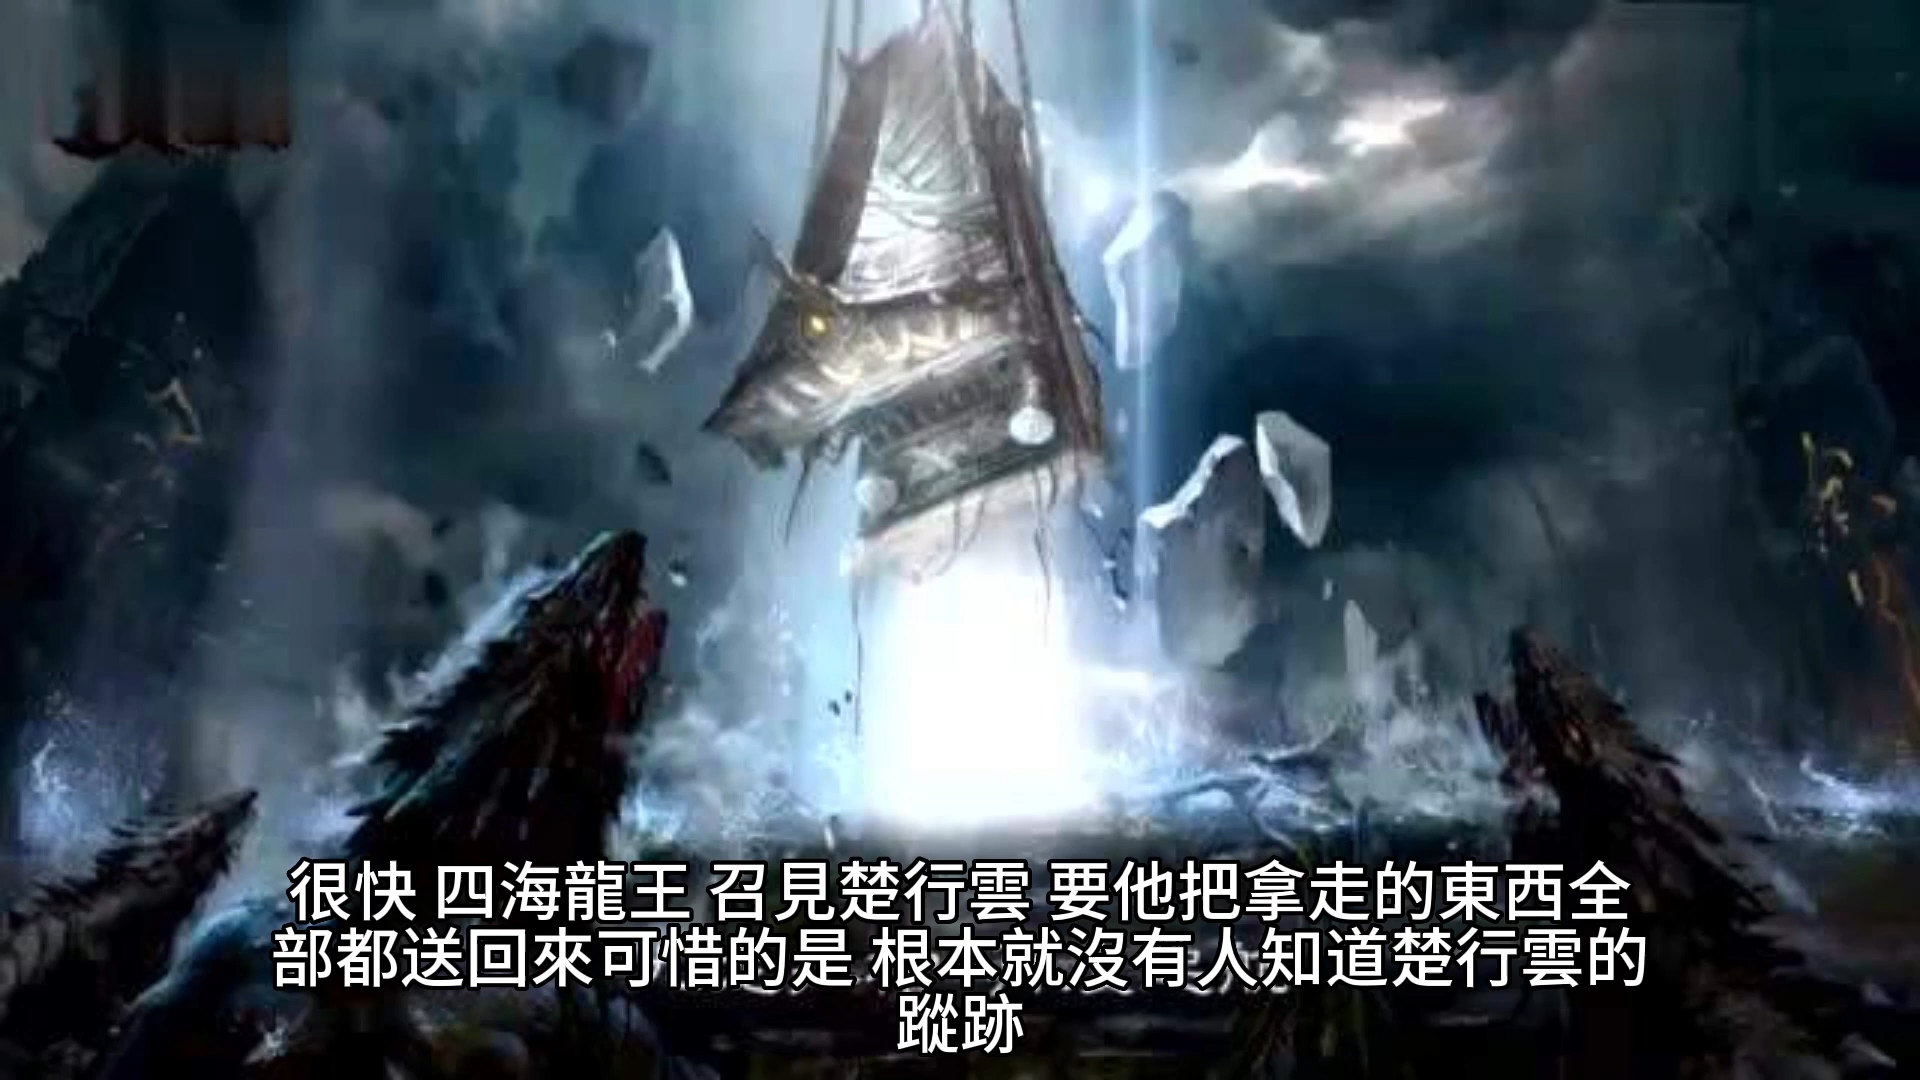 很快 四海龍王 召見楚行雲 要他把拿走的東西全
部都送回來可惜的是 根本就沒有人知道楚行雲的
蹤跡